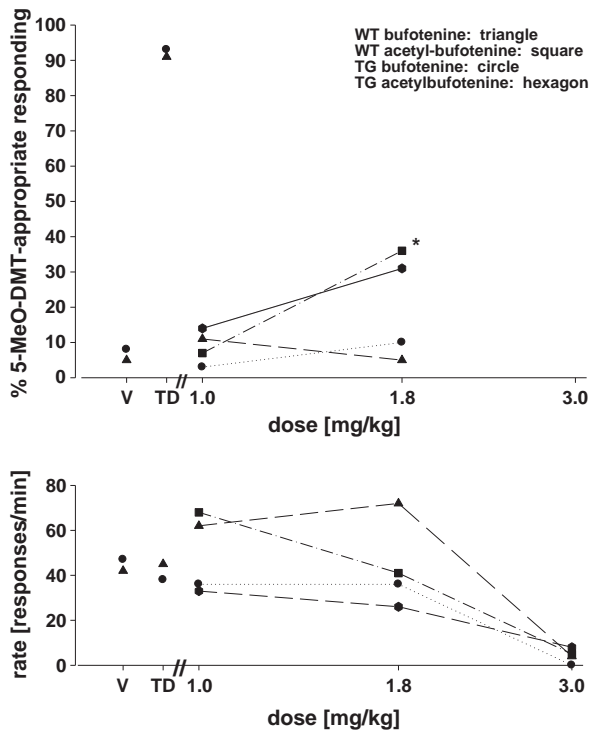 % 5-MeO-DMT-appropriate responding
100
90
80
70
60
50
40
30
20
10
0
WT bufotenine: triangle
WT acetyl-bufotenine: square
TG bufotenine: circle
TG acetylbufotenine: hexagon
*
V TD // 1.0 1.8 3.0
dose [mg/kg]
rate [responses/min]
80
60
40
20
0
V TD // 1.0 1.8 3.0
dose [mg/kg]